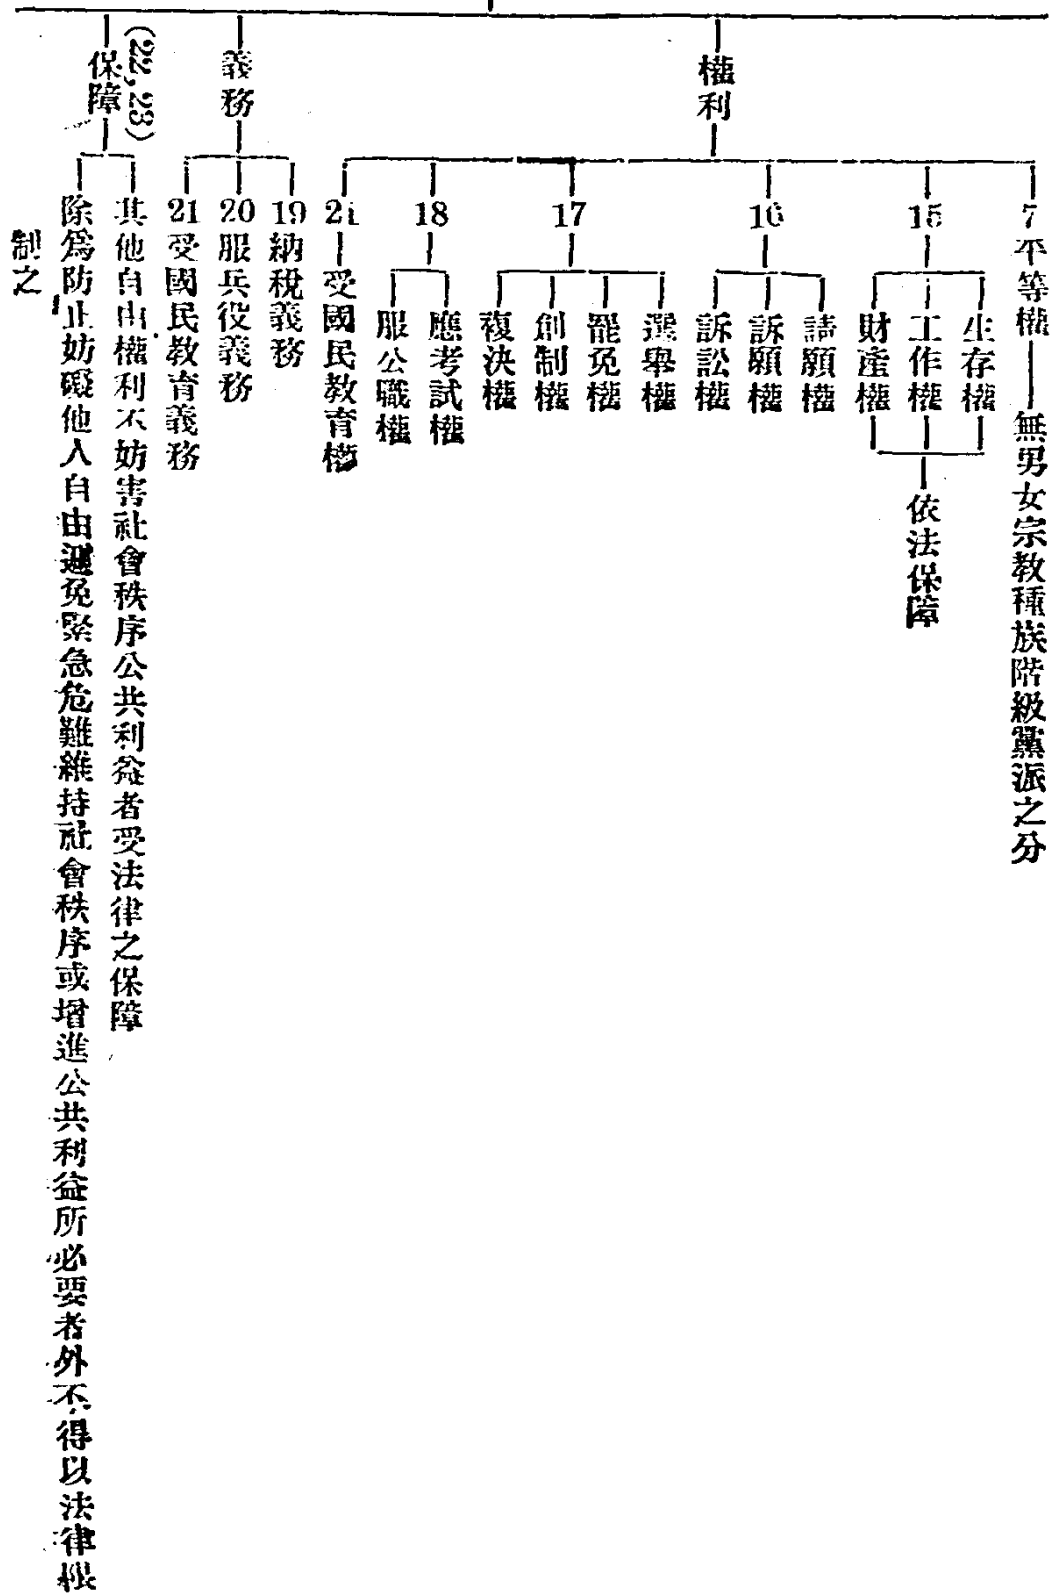 權利
7平等權
無男女宗教種族階級黨派之分
15
生存權
工作權
財產權
依法保障
16
請願權
訴願權
訴訟權
17
選舉權
罷免權
創制權
複決權
18
應考試權
服公職權
21
受國民教育權
義務
19納稅義務
20服兵役義務
21受國民教育義務
保障
(22, 23)
其他自由權利不妨害社會秩序公共利益者受法律之保障
除爲防止妨礙他人自由避免緊急危難維持社會秩序或增進公共利益所必要者外不得以法律限
制之